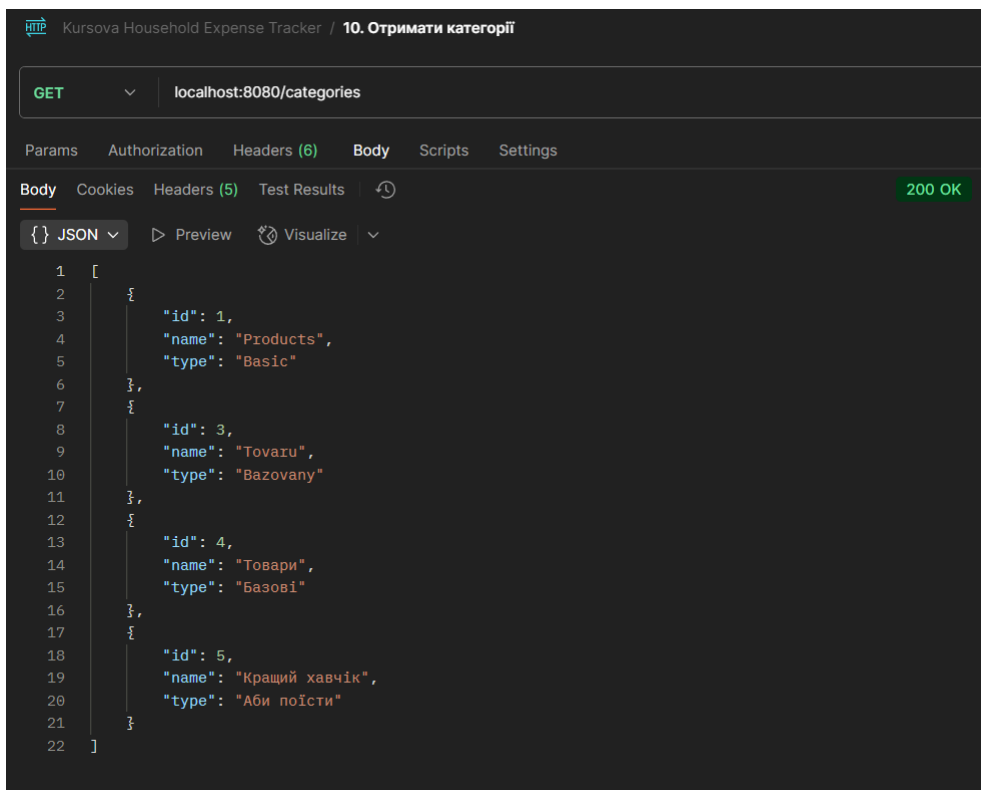 HTTP Kursova Household Expense Tracker / 10. Отримати категорії
GET localhost:8080/categories
Params Authorization Headers (6) Body Scripts Settings
Body Cookies Headers (5) Test Results 200 OK
{} JSON Preview Visualize
1 [
2 {
3 "id": 1,
4 "name": "Products",
5 "type": "Basic"
6 },
7 {
8 "id": 3,
9 "name": "Tovaru",
10 "type": "Bazovany"
11 },
12 {
13 "id": 4,
14 "name": "Товари",
15 "type": "Базові"
16 },
17 {
18 "id": 5,
19 "name": "Кращий хавчік",
20 "type": "Аби поїсти"
21 }
22 ]